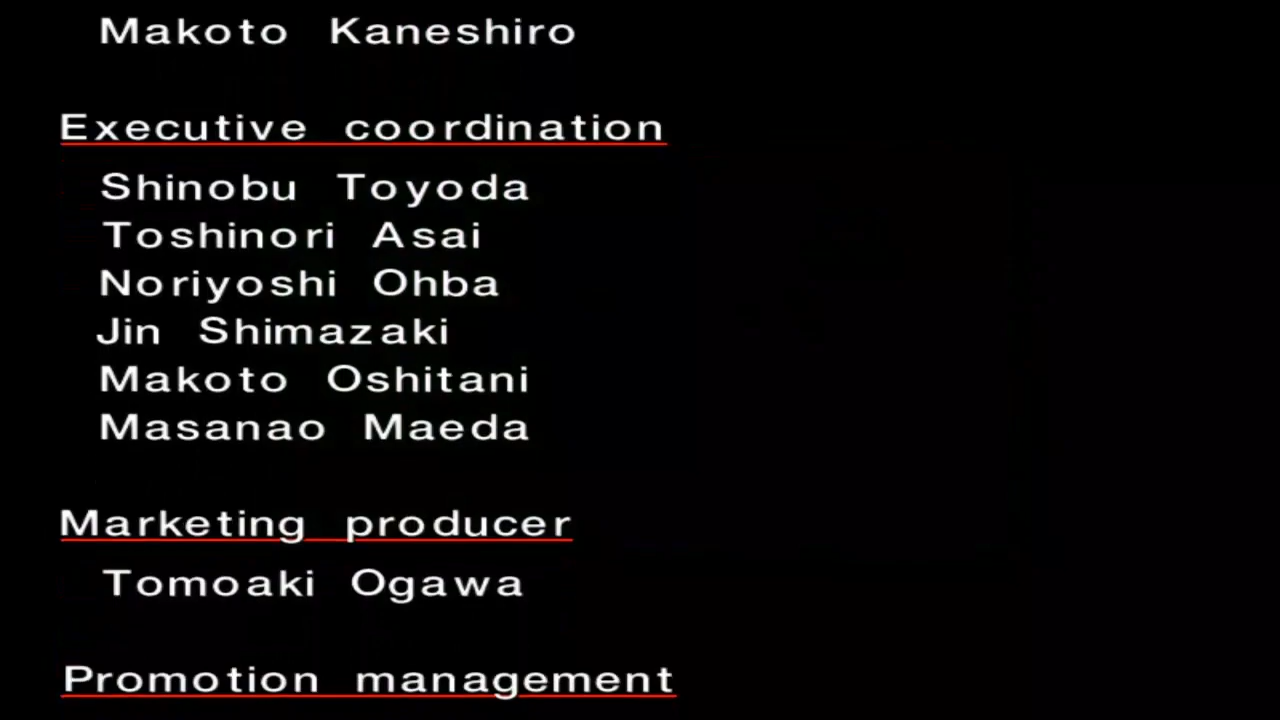 Makoto Kaneshiro
Executive coordination
Shinobu Toyoda
Toshinori Asai
Noriyoshi Ohba
Jin Shimazaki
Makoto Oshitani
Masanao Maeda
Marketing producer
Tomoaki Ogawa
Promotion management